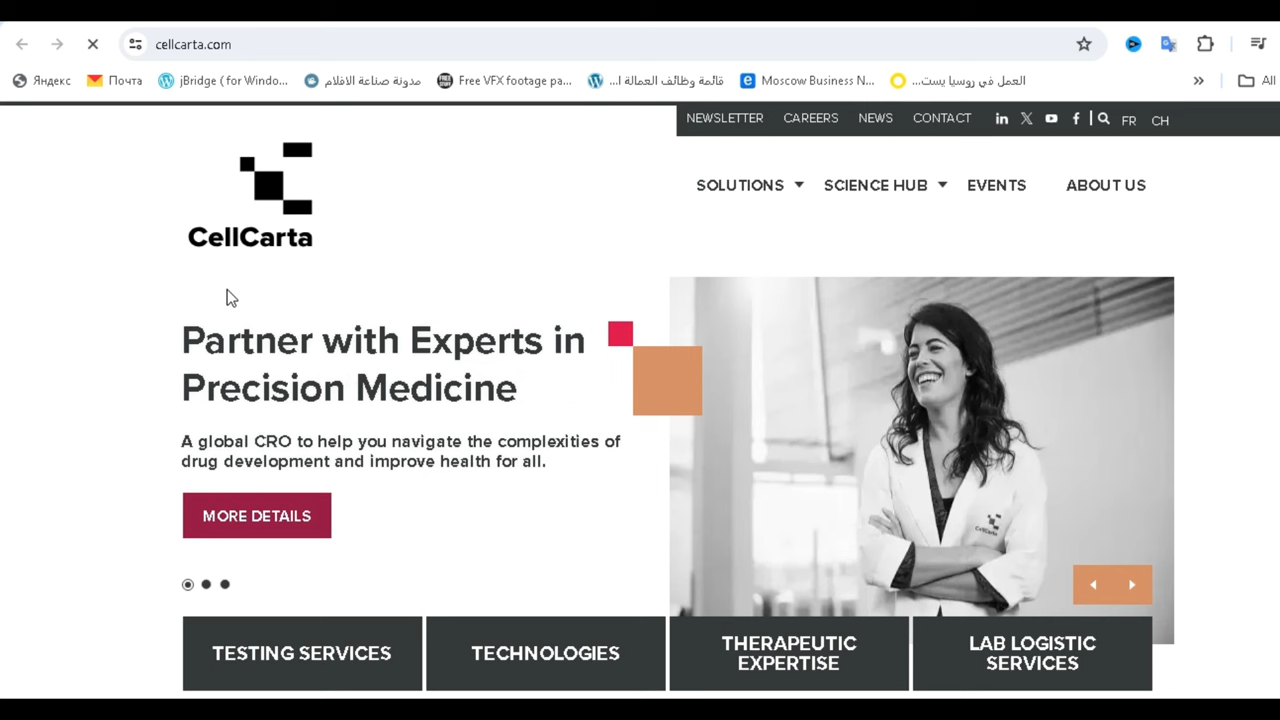 cellcarta.com
Яндекс
Почта
jBridge (for Windo...
مدونة صناعة الافلام
Free VFX footage pa...
قائمة وظائف العمالة ا...
Moscow Business N...
العمل في روسيا يست...
»
All
NEWSLETTER CAREERS NEWS CONTACT FR CH
CellCarta
SOLUTIONS SCIENCE HUB EVENTS ABOUT US
Partner with Experts in
Precision Medicine
A global CRO to help you navigate the complexities of
drug development and improve health for all.
MORE DETAILS
CellCarta
TESTING SERVICES
TECHNOLOGIES
THERAPEUTIC
EXPERTISE
LAB LOGISTIC
SERVICES